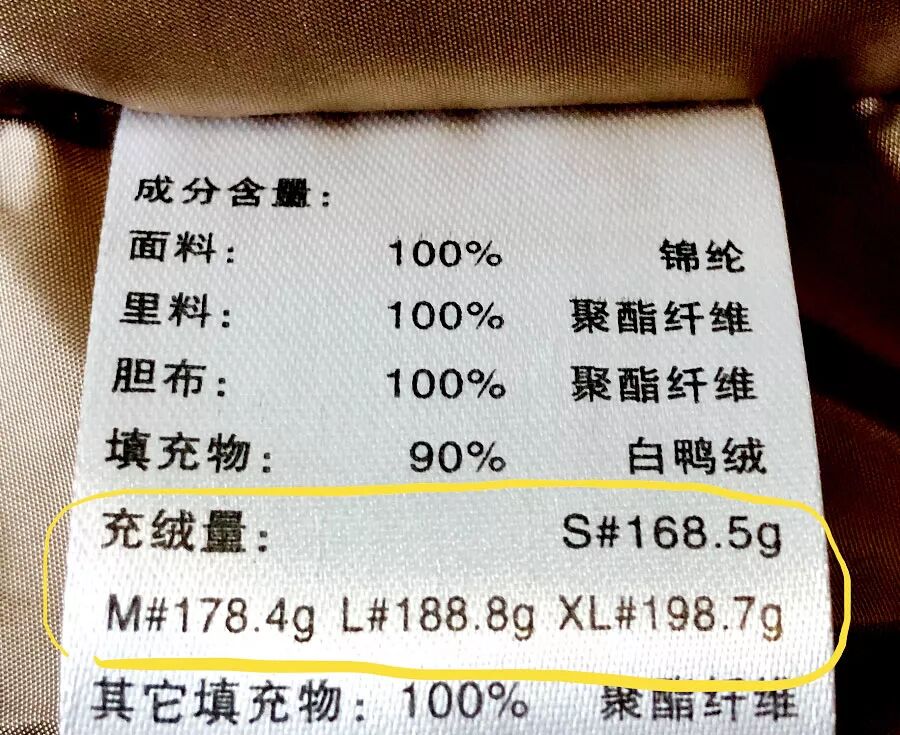 成分含量:
面料: 100% 锦纶
里料: 100% 聚酯纤维
胆布: 100% 聚酯纤维
填充物: 90% 白鸭绒
充绒量: S#168.5g
M#178.4g L#188.8g XL#198.7g
其它填充物: 100% 聚酯纤维